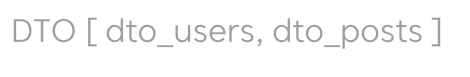 DTO [ dto_users, dto_posts ]